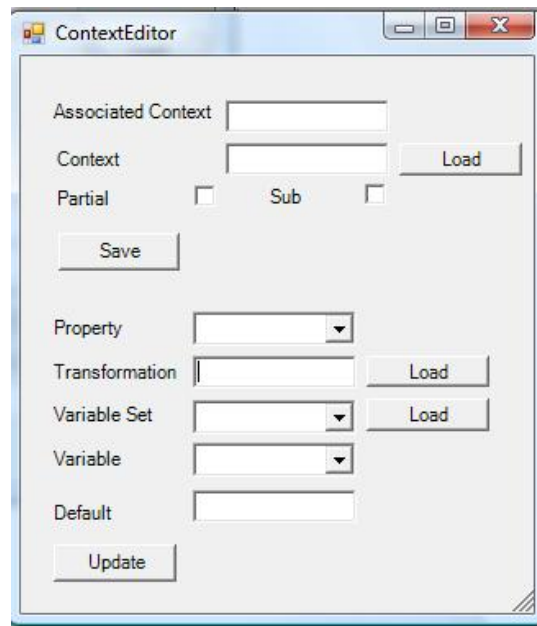 ContextEditor
Associated Context
Context Load
Partial Sub
Save
Property
Transformation Load
Variable Set Load
Variable
Default
Update